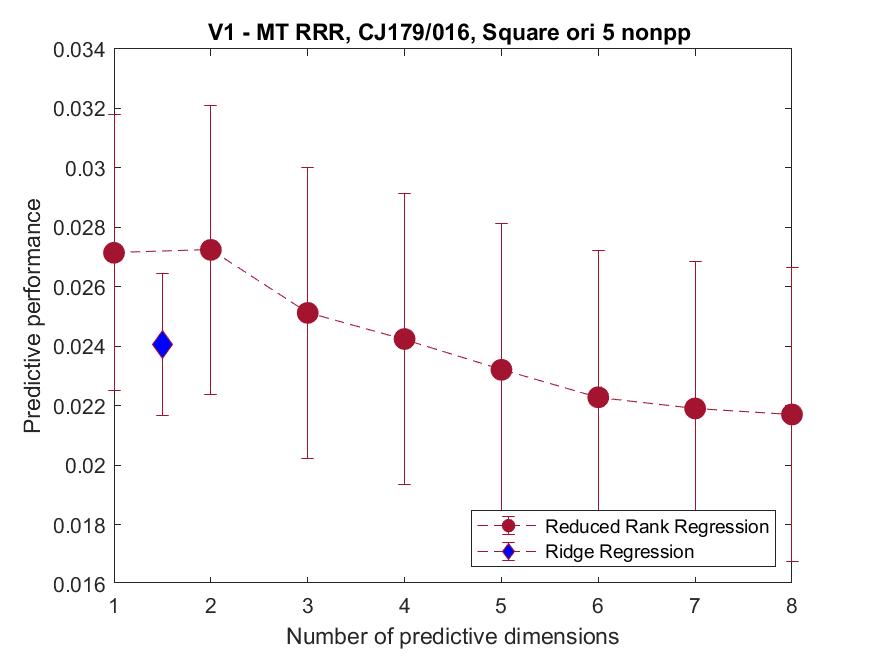 V1 - MT RRR, CJ179/016, Square ori 5 nonpp
0.034
0.032
0.03
0.028
0.026
0.024
0.022
0.02
0.018
0.016
Predictive performance
Reduced Rank Regression
Ridge Regression
1 2 3 4 5 6 7 8
Number of predictive dimensions